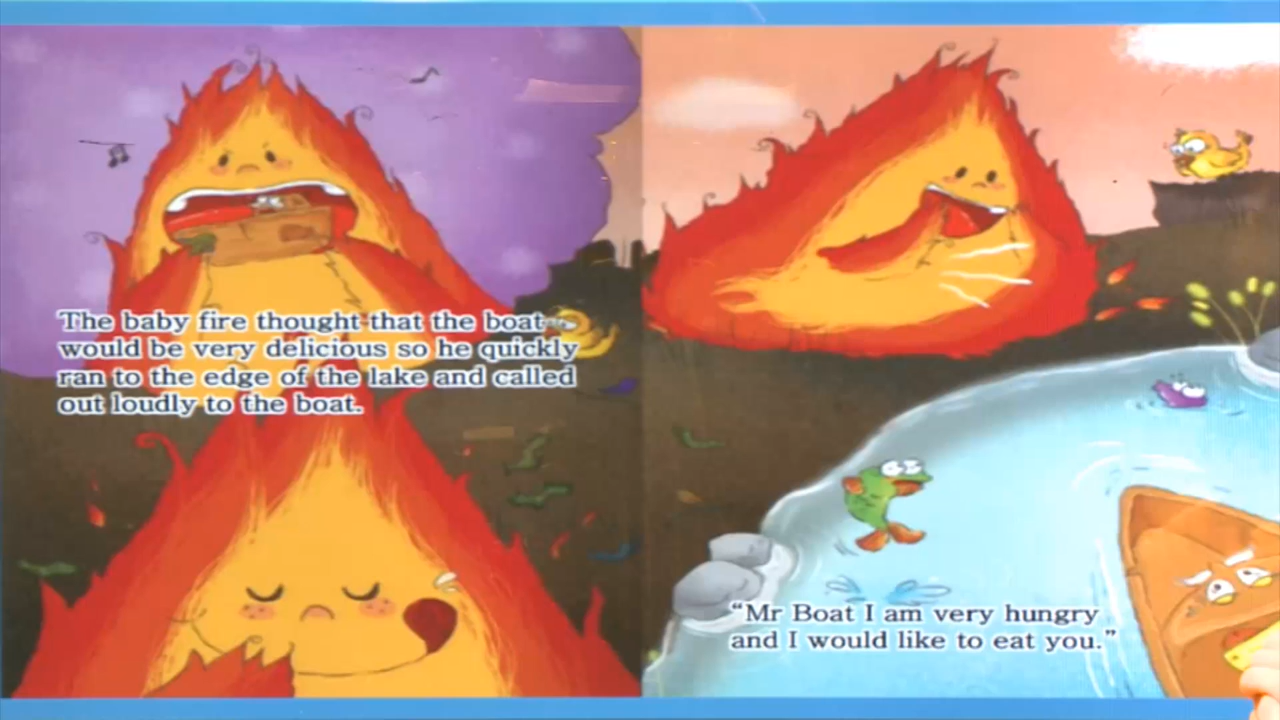 The baby fire thought that the boat
would be very delicious so he quickly
ran to the edge of the lake and called
out loudly to the boat.
“Mr Boat I am very hungry
and I would like to eat you.”